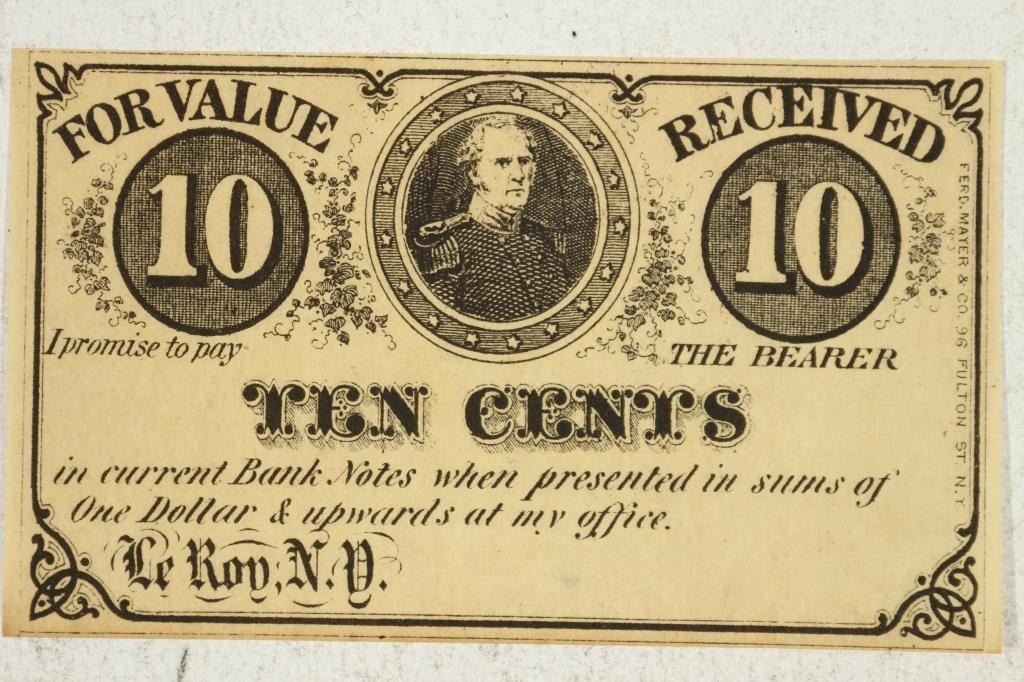 FOR VALUE RECEIVED
10 10
I promise to pay THE BEARER
TEN CENTS
in current Bank Notes when presented in sums of
One Dollar & upwards at my office.
Le Roy, N.Y.
FERD. MAYER & CO. 96 FULTON ST. N.Y